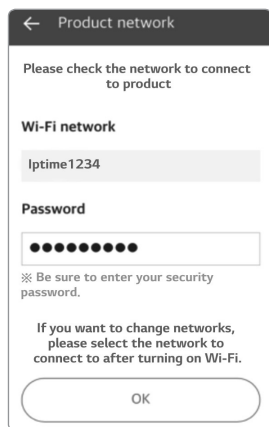 ← Product network
Please check the network to connect
to product
Wi-Fi network
Iptime1234
Password
●●●●●●●●●
※ Be sure to enter your security
password.
If you want to change networks,
please select the network to
connect to after turning on Wi-Fi.
OK